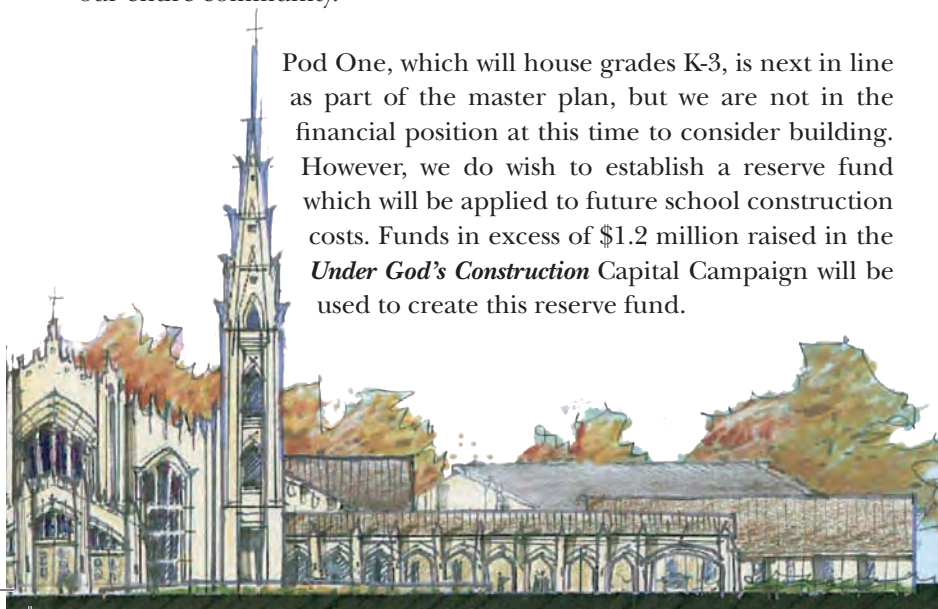 our entire community.
Pod One, which will house grades K-3, is next in line
as part of the master plan, but we are not in the
financial position at this time to consider building.
However, we do wish to establish a reserve fund
which will be applied to future school construction
costs. Funds in excess of $1.2 million raised in the
Under God's Construction Capital Campaign will be
used to create this reserve fund.